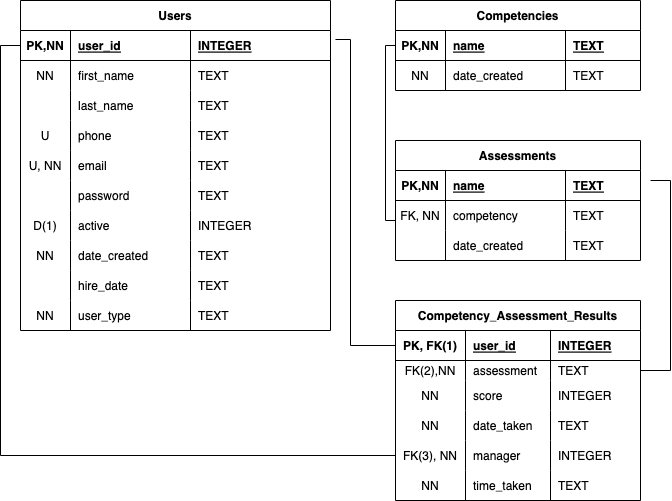 Users
PK,NN user_id INTEGER
NN first_name TEXT
last_name TEXT
U phone TEXT
U, NN email TEXT
password TEXT
D(1) active INTEGER
NN date_created TEXT
hire_date TEXT
NN user_type TEXT
Competencies
PK,NN name TEXT
NN date_created TEXT
Assessments
PK,NN name TEXT
FK, NN competency TEXT
date_created TEXT
Competency_Assessment_Results
PK, FK(1) user_id INTEGER
FK(2),NN assessment TEXT
NN score INTEGER
NN date_taken TEXT
FK(3), NN manager INTEGER
NN time_taken TEXT